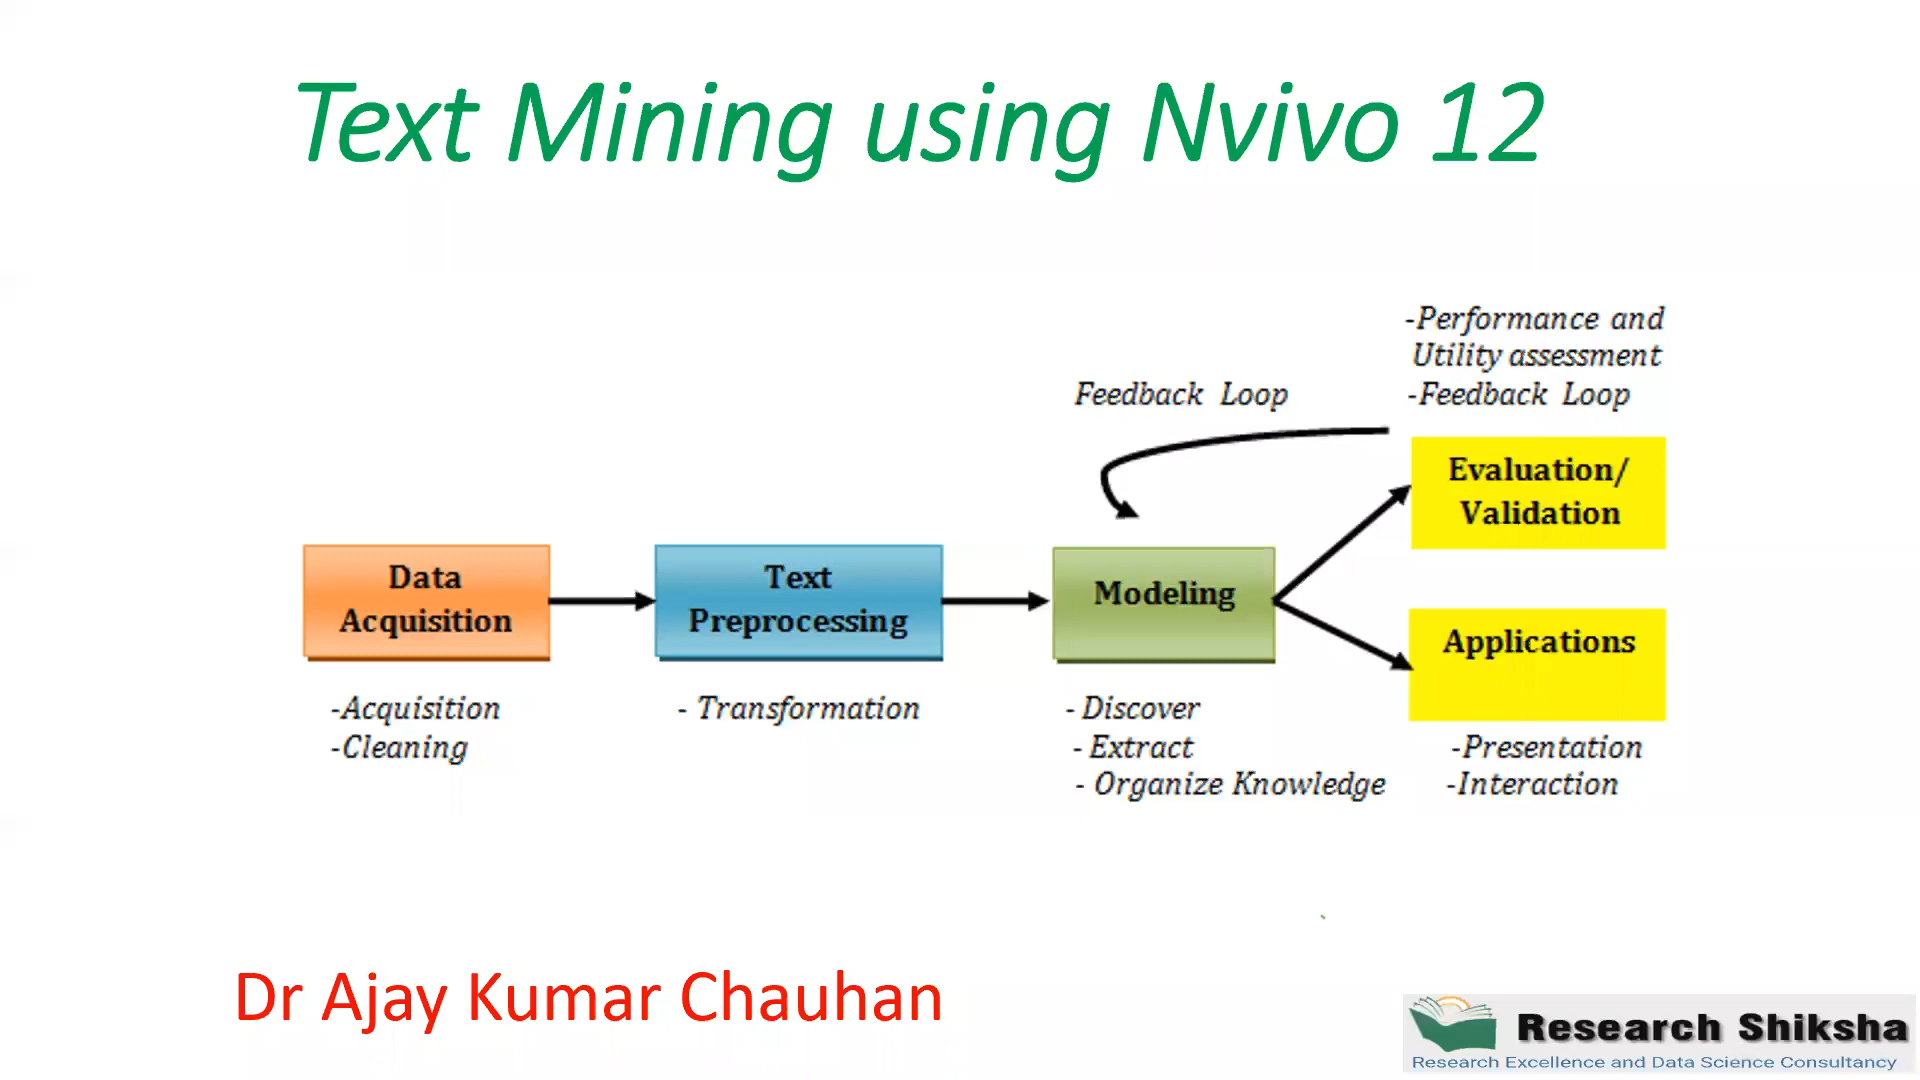 Text Mining using Nvivo 12
-Performance and
Utility assessment
-Feedback Loop
Feedback Loop
Evaluation/
Validation
Data
Acquisition
Text
Preprocessing
Modeling
Applications
-Acquisition
-Cleaning
- Transformation
- Discover
- Extract
- Organize Knowledge
-Presentation
-Interaction
Dr Ajay Kumar Chauhan
Research Shiksha
Research Excellence and Data Science Consultancy